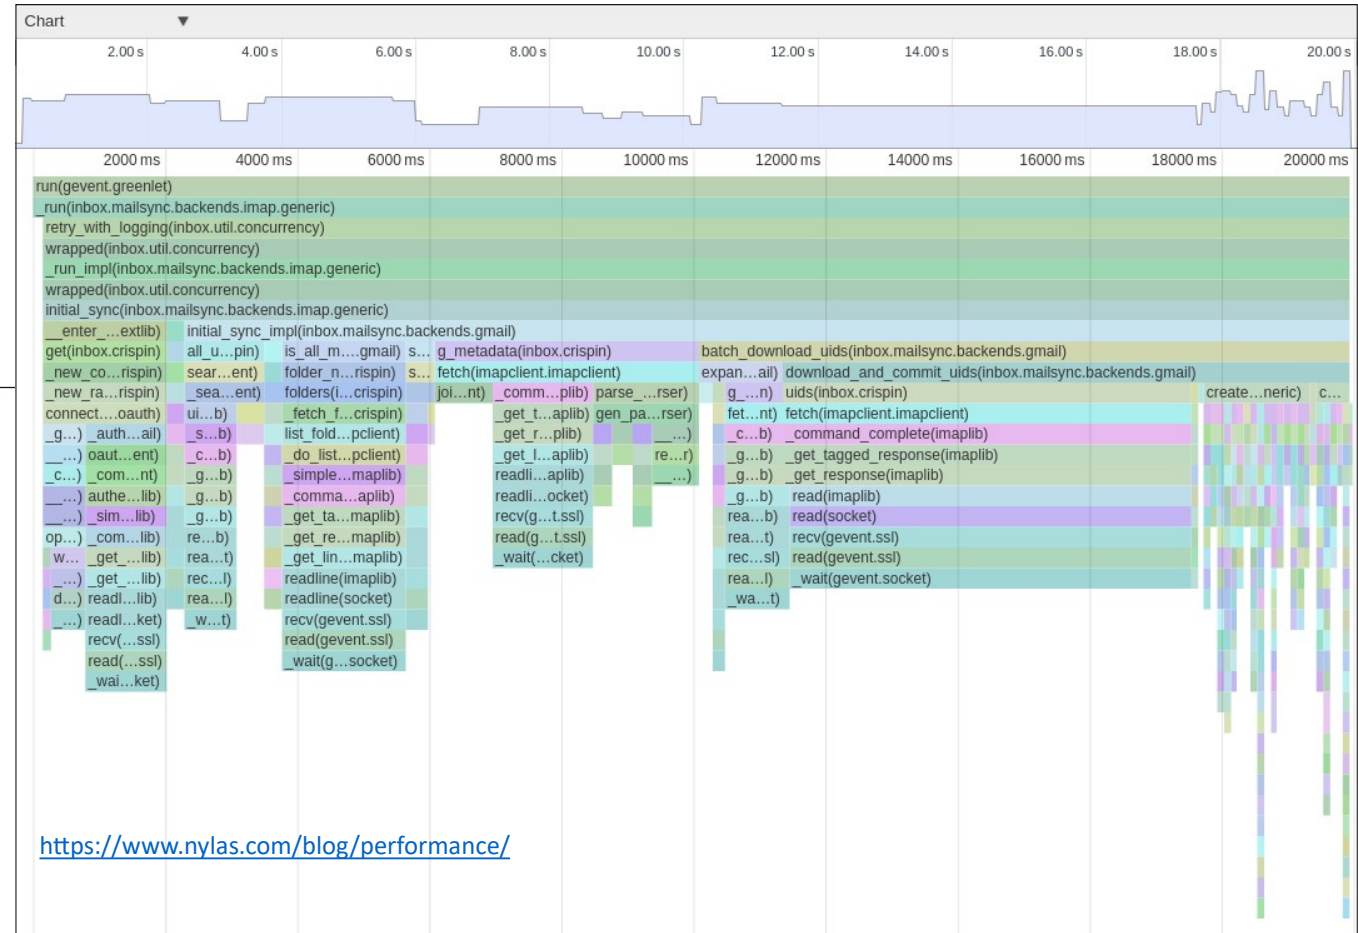 Chart ▼
2.00 s 4.00 s 6.00 s 8.00 s 10.00 s 12.00 s 14.00 s 16.00 s 18.00 s 20.00 s
2000 ms 4000 ms 6000 ms 8000 ms 10000 ms 12000 ms 14000 ms 16000 ms 18000 ms 20000 ms
run(gevent.greenlet)
_run(inbox.mailsync.backends.imap.generic)
retry_with_logging(inbox.util.concurrency)
wrapped(inbox.util.concurrency)
_run_impl(inbox.mailsync.backends.imap.generic)
wrapped(inbox.util.concurrency)
initial_sync(inbox.mailsync.backends.imap.generic)
__enter_...extlib) initial_sync_impl(inbox.mailsync.backends.gmail)
get(inbox.crispin) all_u...pin) is_all_m....gmail) s... g_metadata(inbox.crispin) batch_download_uids(inbox.mailsync.backends.gmail)
_new_co...rispin) sear...ent) folder_n...rispin) s... fetch(imapclient.imapclient) expan...ail) download_and_commit_uids(inbox.mailsync.backends.gmail)
_new_ra...rispin) _sea...ent) folders(i...crispin) joi...nt) _comm...plib) parse_...rser) g_...n) uids(inbox.crispin) create...neric) c...
connect....oauth) ui...b) _fetch_f...crispin) _get_t...aplib) gen_pa...rser) fet...nt) fetch(imapclient.imapclient)
_g...) _auth...ail) _s...b) list_fold...pclient) _get_r...plib) __...) _c...b) _command_complete(imaplib)
__...) oaut...ent) _c...b) _do_list...pclient) _get_l...aplib) re...r) _g...b) _get_tagged_response(imaplib)
_c...) _com...nt) _g...b) _simple...maplib) readli...aplib) __...) _g...b) _get_response(imaplib)
__...) authe...lib) _g...b) _comma...aplib) readli...ocket) _g...b) read(imaplib)
__...) _sim...lib) _g...b) _get_ta...maplib) recv(g...t.ssl) rea...b) read(socket)
op...) _com...lib) re...b) _get_re...maplib) read(g...t.ssl) rea...t) recv(gevent.ssl)
w... _get_...lib) rea...t) _get_lin...maplib) _wait(...cket) rec...sl) read(gevent.ssl)
_...) _get_...lib) rec...l) readline(imaplib) rea...l) _wait(gevent.socket)
d...) readl...lib) rea...l) readline(socket) _wa...t)
_...) readl...ket) _w...t) recv(gevent.ssl)
recv(...ssl) read(gevent.ssl)
read(...ssl) _wait(g...socket)
_wai...ket)
https://www.nylas.com/blog/performance/